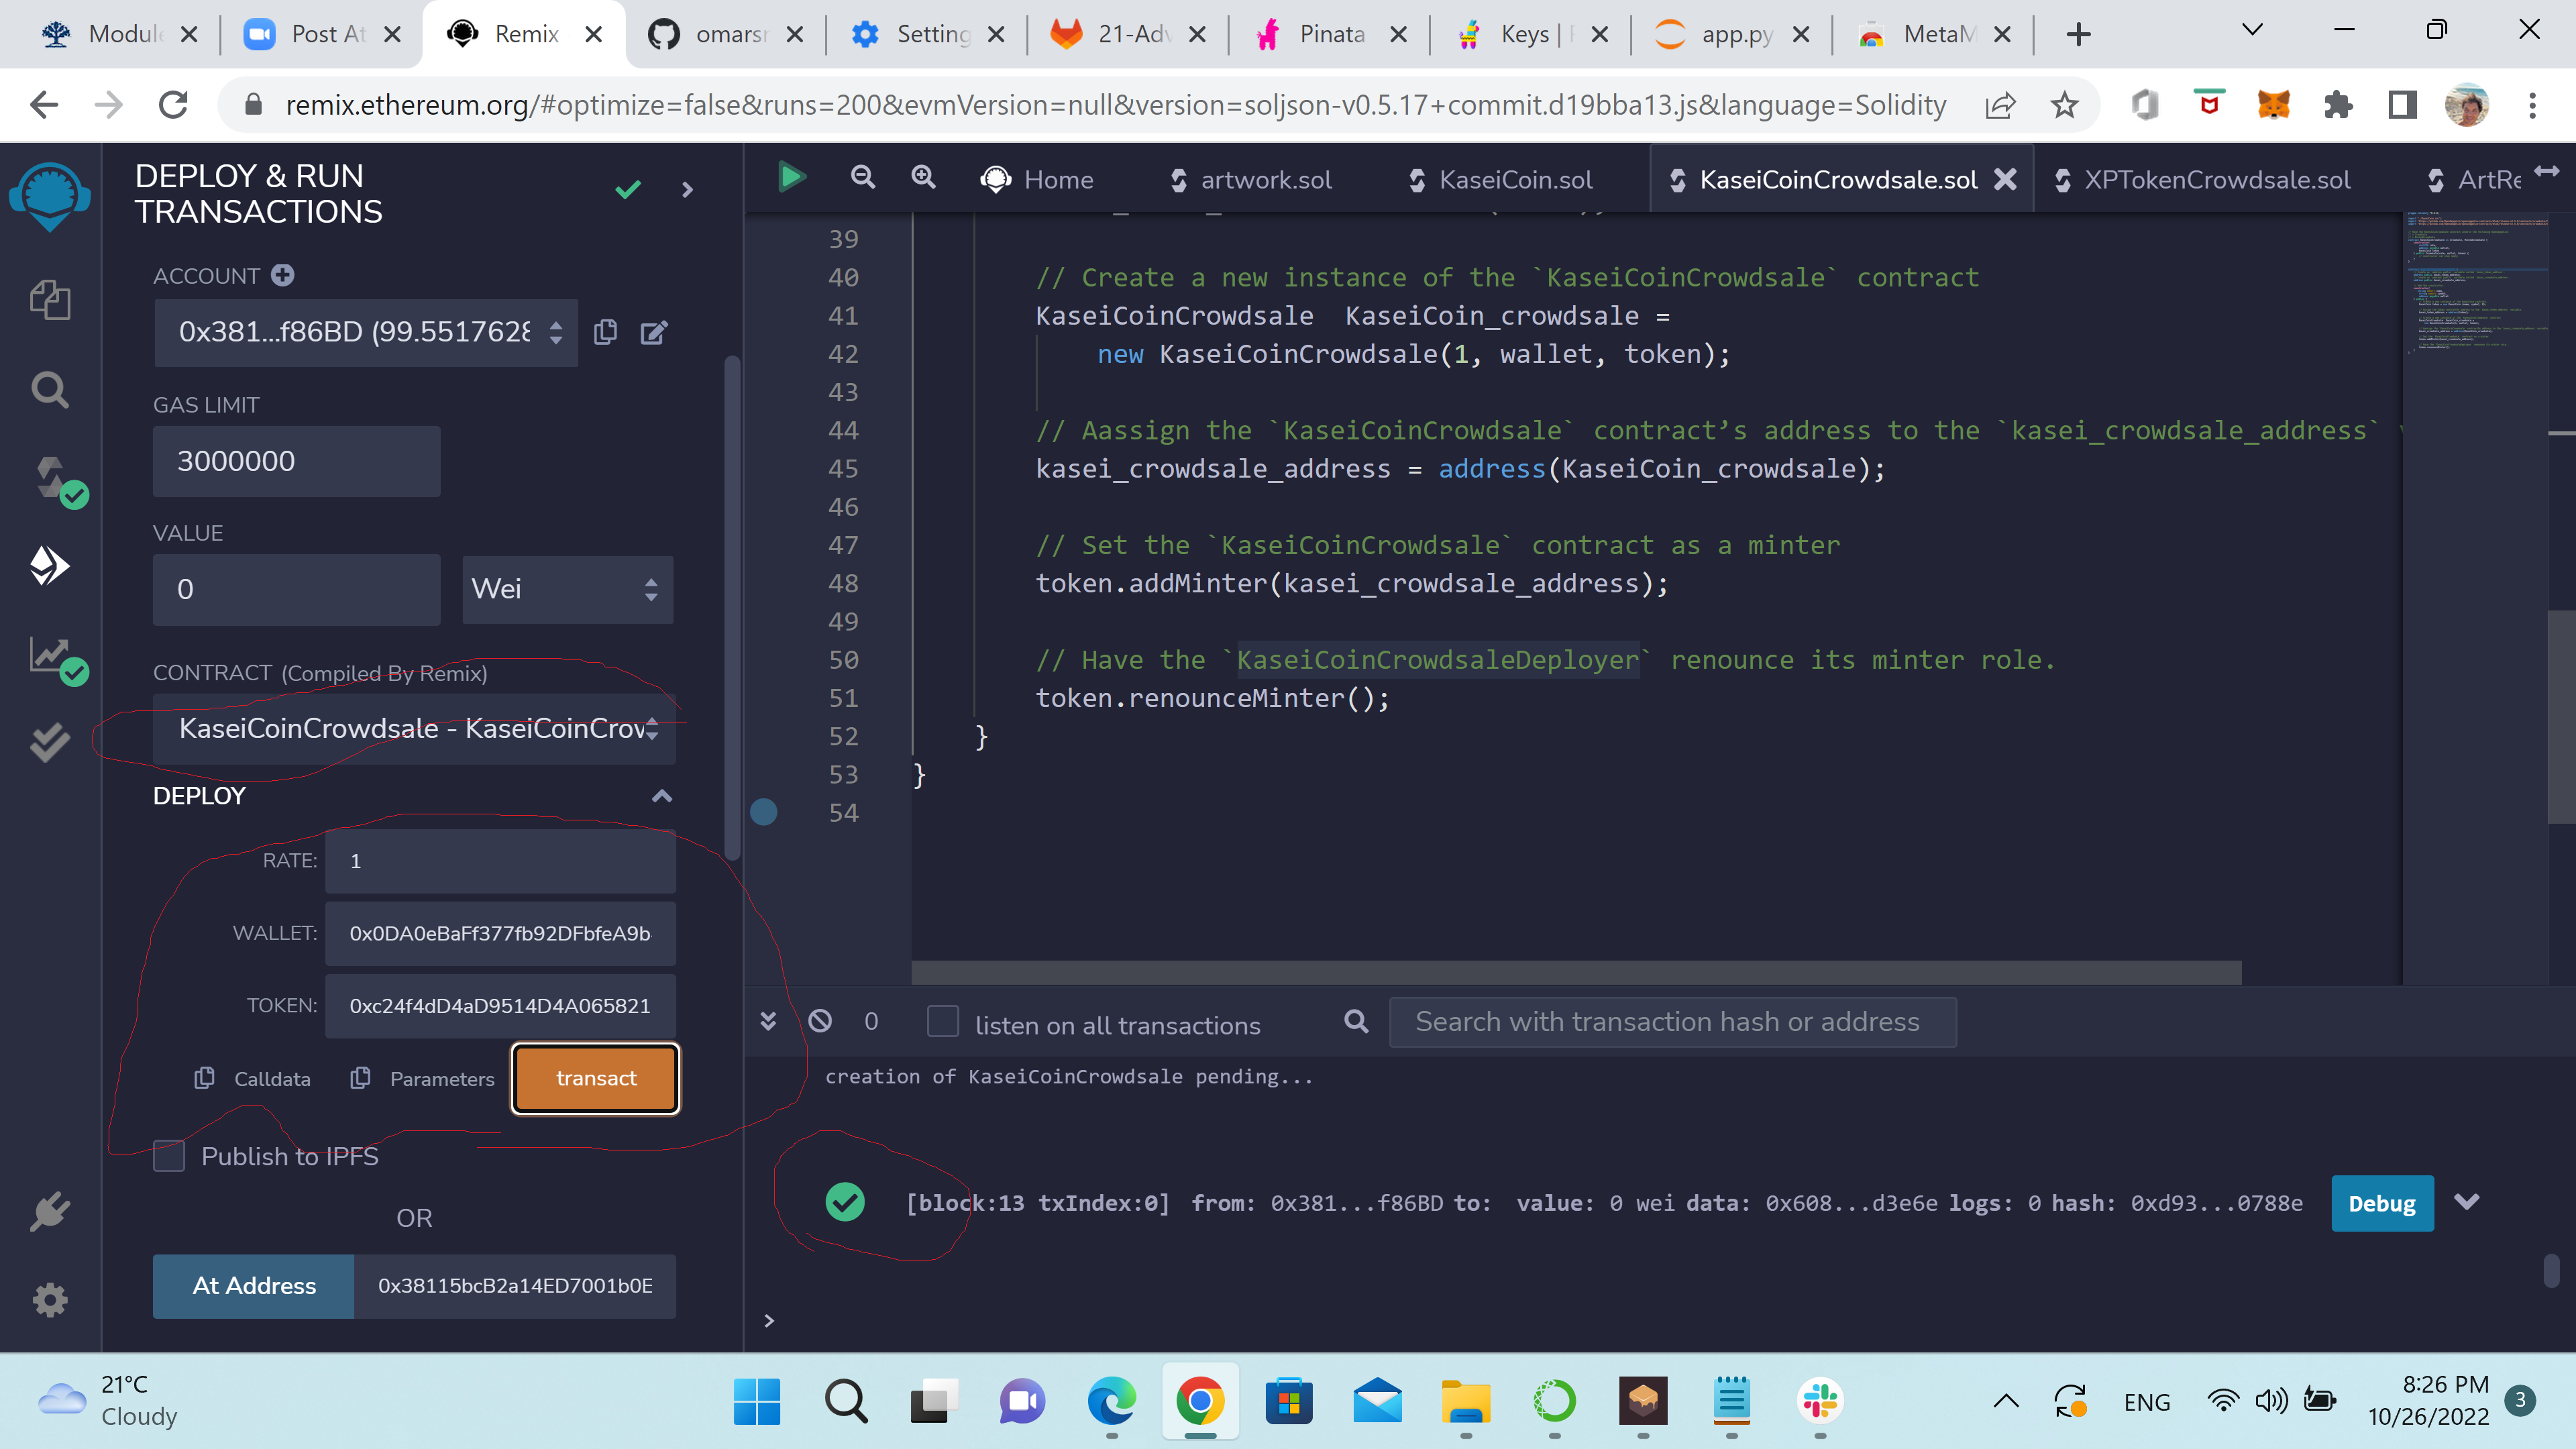 Module
Post At
Remix
omarsr
Setting
21-Adv
Pinata
Keys |
app.py
MetaM
remix.ethereum.org/#optimize=false&runs=200&evmVersion=null&version=soljson-v0.5.17+commit.d19bba13.js&language=Solidity
DEPLOY & RUN
TRANSACTIONS
ACCOUNT
0x381...f86BD (99.5517628
GAS LIMIT
3000000
VALUE
0
Wei
CONTRACT (Compiled By Remix)
KaseiCoinCrowdsale - KaseiCoinCrow
DEPLOY
RATE: 1
WALLET: 0x0DA0eBaFf377fb92DFbfeA9b
TOKEN: 0xc24f4dD4aD9514D4A065821
Calldata Parameters transact
Publish to IPFS
OR
At Address 0x38115bcB2a14ED7001b0E
Home artwork.sol KaseiCoin.sol KaseiCoinCrowdsale.sol XPTokenCrowdsale.sol ArtRe
39
40 // Create a new instance of the `KaseiCoinCrowdsale` contract
41 KaseiCoinCrowdsale KaseiCoin_crowdsale =
42 new KaseiCoinCrowdsale(1, wallet, token);
43
44 // Aassign the `KaseiCoinCrowdsale` contract’s address to the `kasei_crowdsale_address`
45 kasei_crowdsale_address = address(KaseiCoin_crowdsale);
46
47 // Set the `KaseiCoinCrowdsale` contract as a minter
48 token.addMinter(kasei_crowdsale_address);
49
50 // Have the `KaseiCoinCrowdsaleDeployer` renounce its minter role.
51 token.renounceMinter();
52 }
53 }
54
0 listen on all transactions Search with transaction hash or address
creation of KaseiCoinCrowdsale pending...
[block:13 txIndex:0] from: 0x381...f86BD to: value: 0 wei data: 0x608...d3e6e logs: 0 hash: 0xd93...0788e Debug
>
21°C
Cloudy
ENG
8:26 PM
10/26/2022
3